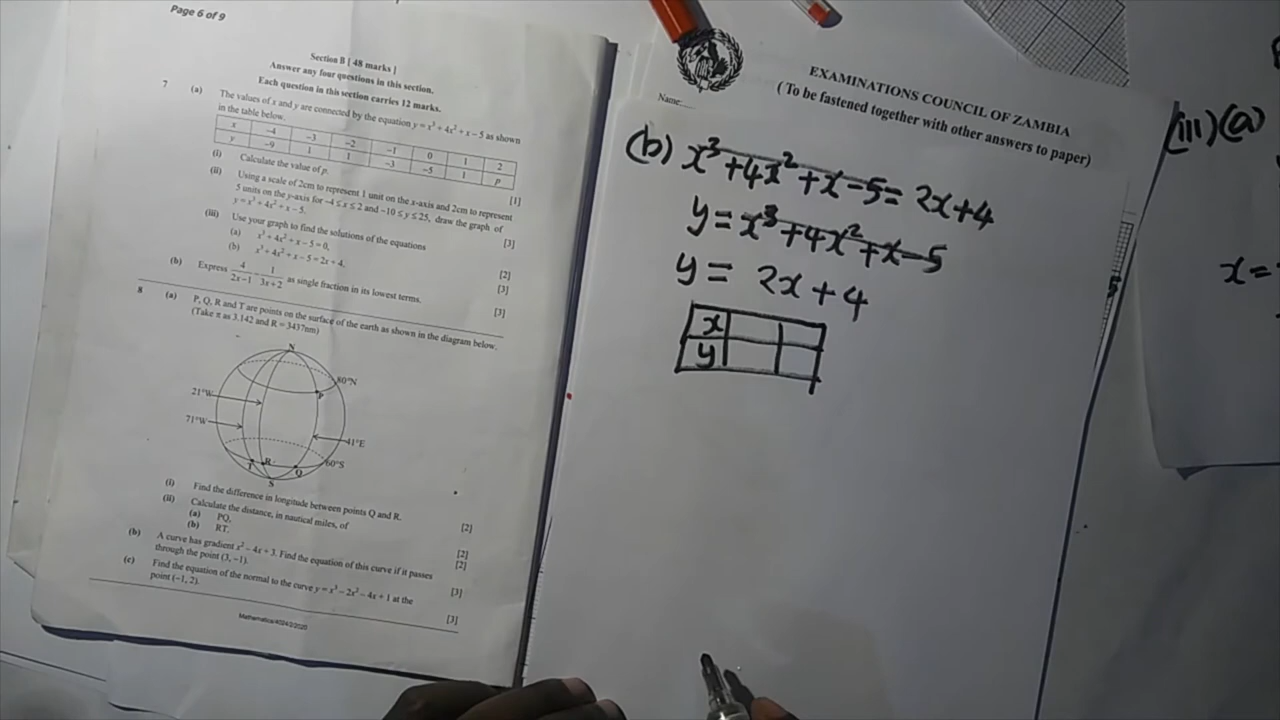 Page 6 of 9
Section B [ 48 marks ]
Answer any four questions in this section.
Each question in this section carries 12 marks.
7 (a) The values of x and y are connected by the equation y = x³ + 4x² + x − 5 as shown
in the table below.
x −4 −3 −2 −1 0 1 2
y −9 1 1 −3 −5 1 p
(i) Calculate the value of p. [1]
(ii) Using a scale of 2cm to represent 1 unit on the x-axis and 2cm to represent
5 units on the y-axis for −4 ≤ x ≤ 2 and −10 ≤ y ≤ 25, draw the graph of
y = x³ + 4x² + x − 5. [3]
(iii) Use your graph to find the solutions of the equations
(a) x³ + 4x² + x − 5 = 0, [2]
(b) x³ + 4x² + x − 5 = 2x + 4. [3]
(b) Express 4/(2x − 1) − 1/(3x + 2) as single fraction in its lowest terms. [3]
8 (a) P, Q, R and T are points on the surface of the earth as shown in the diagram below.
(Take π as 3.142 and R = 3437nm)
N
80°N
P
21°W
71°W
41°E
60°S
T R Q
S
(i) Find the difference in longitude between points Q and R. [2]
(ii) Calculate the distance, in nautical miles, of
(a) PQ, [2]
(b) RT. [2]
(b) A curve has gradient x² − 4x + 3. Find the equation of this curve if it passes
through the point (3, −1). [3]
(c) Find the equation of the normal to the curve y = x³ − 2x² − 4x + 1 at the
point (−1, 2). [3]
Mathematics/4024/2/2020
EXAMINATIONS COUNCIL OF ZAMBIA
( To be fastened together with other answers to paper)
Name:
(b) x³ + 4x² + x − 5 = 2x + 4
y = x³ + 4x² + x − 5
y = 2x + 4
x
y
(iii) (a)
x =